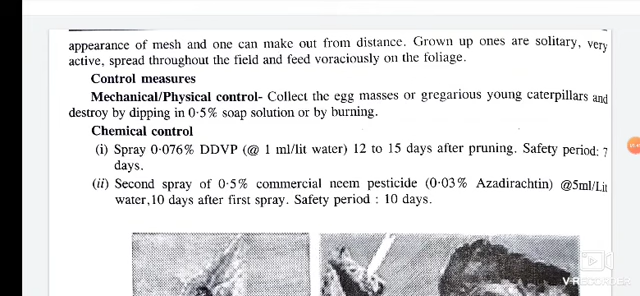 appearance of mesh and one can make out from distance. Grown up ones are solitary, very
active, spread throughout the field and feed voraciously on the foliage.
Control measures
Mechanical/Physical control- Collect the egg masses or gregarious young caterpillars and
destroy by dipping in 0·5% soap solution or by burning.
Chemical control
(i) Spray 0·076% DDVP (@ 1 ml/lit water) 12 to 15 days after pruning. Safety period: 7
days.
(ii) Second spray of 0·5% commercial neem pesticide (0·03% Azadirachtin) @5ml/Lit
water,10 days after first spray. Safety period : 10 days.
V RECORDER